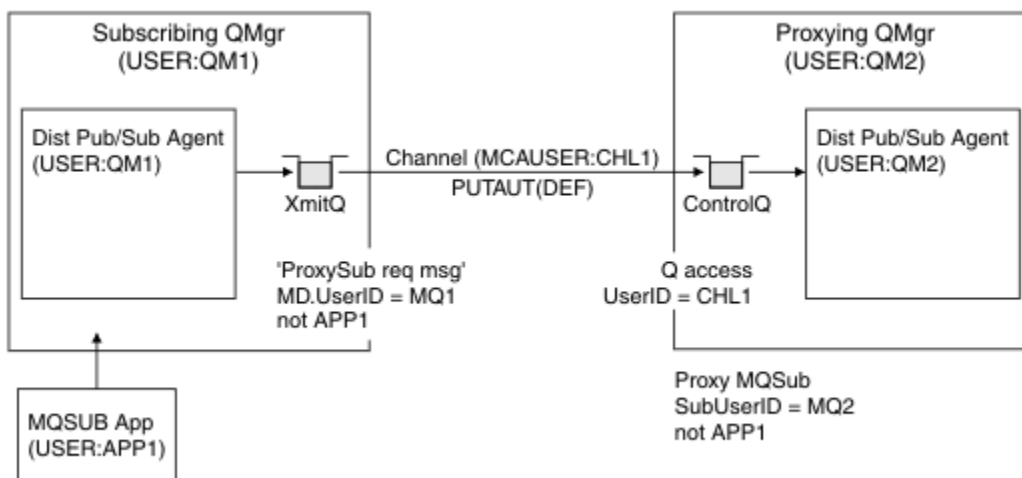 Subscribing QMgr
(USER:QM1)
Dist Pub/Sub Agent
(USER:QM1)
XmitQ
'ProxySub req msg'
MD.UserID = MQ1
not APP1
MQSUB App
(USER:APP1)
Channel (MCAUSER:CHL1)
PUTAUT(DEF)
Proxying QMgr
(USER:QM2)
ControlQ
Dist Pub/Sub Agent
(USER:QM2)
Q access
UserID = CHL1
Proxy MQSub
SubUserID = MQ2
not APP1